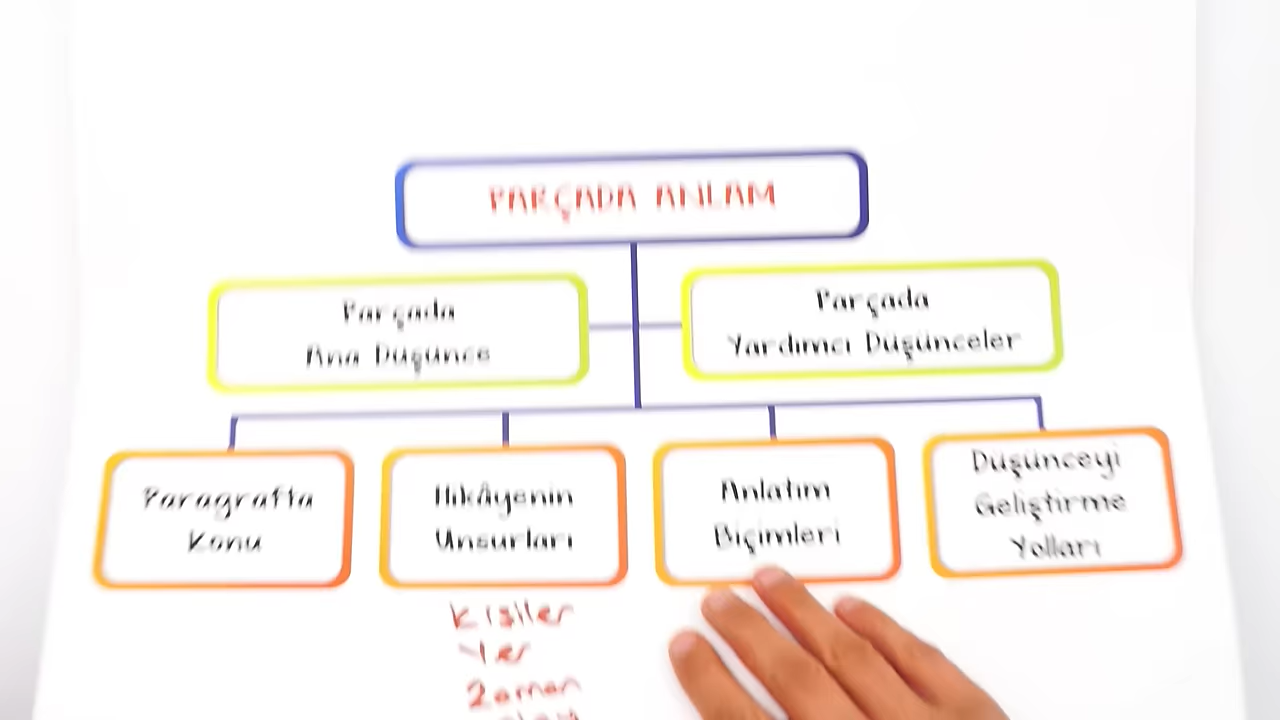 PARÇADA ANLAM
Parçada
Ana Düşünce
Parçada
Yardımcı Düşünceler
Paragrafta
Konu
Hikâyenin
Unsurları
Anlatım
Biçimleri
Düşünceyi
Geliştirme
Yolları
Kişiler
Yer
Zaman